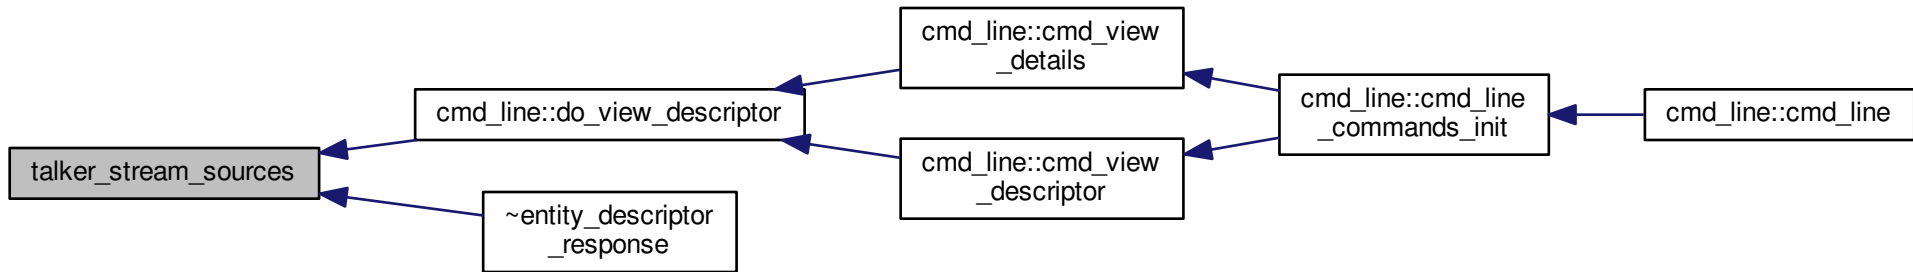 talker_stream_sources
cmd_line::do_view_descriptor
~entity_descriptor
_response
cmd_line::cmd_view
_details
cmd_line::cmd_view
_descriptor
cmd_line::cmd_line
_commands_init
cmd_line::cmd_line